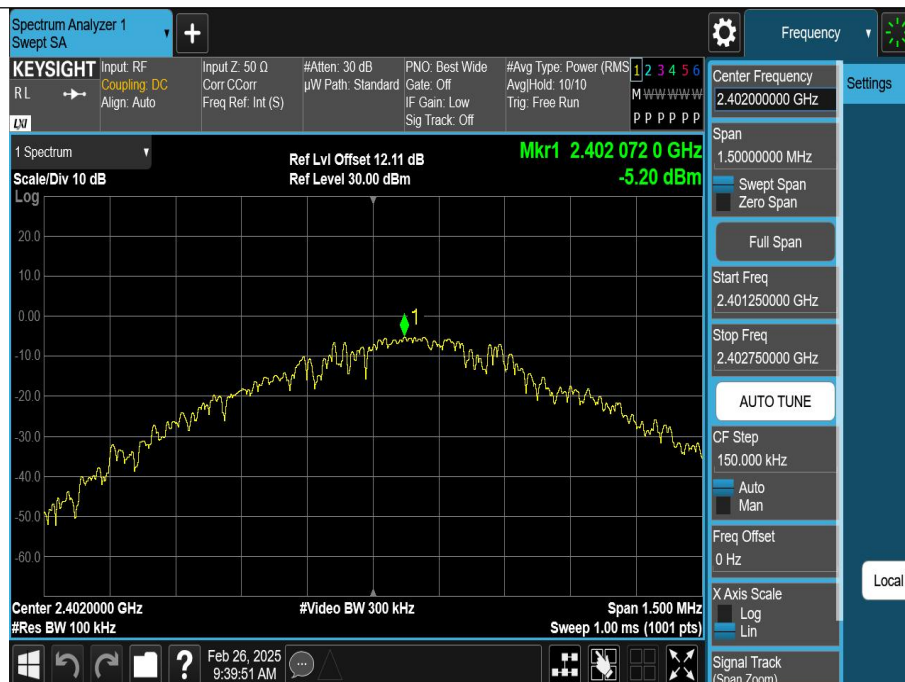 Spectrum Analyzer 1
Swept SA
+
Frequency
KEYSIGHT
RL
LXI
Input: RF
Coupling: DC
Align: Auto
Input Z: 50 Ω
Corr CCorr
Freq Ref: Int (S)
#Atten: 30 dB
µW Path: Standard
PNO: Best Wide
Gate: Off
IF Gain: Low
Sig Track: Off
#Avg Type: Power (RMS
Avg|Hold: 10/10
Trig: Free Run
1 2 3 4 5 6
M W W W W W
P P P P P P
1 Spectrum
Scale/Div 10 dB
Log
Ref Lvl Offset 12.11 dB
Ref Level 30.00 dBm
Mkr1 2.402 072 0 GHz
-5.20 dBm
20.0
10.0
0.00
-10.0
-20.0
-30.0
-40.0
-50.0
-60.0
1
Center 2.4020000 GHz
#Res BW 100 kHz
#Video BW 300 kHz
Span 1.500 MHz
Sweep 1.00 ms (1001 pts)
Center Frequency
2.402000000 GHz
Settings
Span
1.50000000 MHz
Swept Span
Zero Span
Full Span
Start Freq
2.401250000 GHz
Stop Freq
2.402750000 GHz
AUTO TUNE
CF Step
150.000 kHz
Auto
Man
Freq Offset
0 Hz
Local
X Axis Scale
Log
Lin
Signal Track
(Span Zoom)
?
Feb 26, 2025
9:39:51 AM